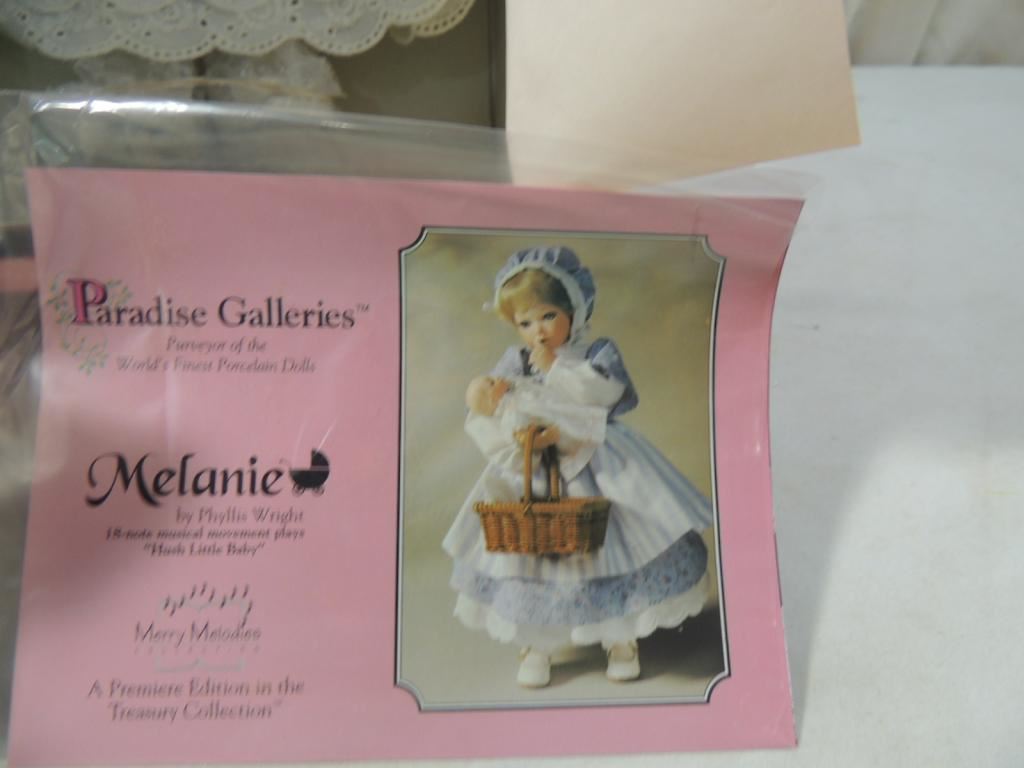 Paradise Galleries™
Purveyor of the
World's Finest Porcelain Dolls
Melanie
by Phyllis Wright
18-note musical movement plays
"Hush Little Baby"
Merry Melodies
COLLECTION
A Premiere Edition in the
Treasury Collection™